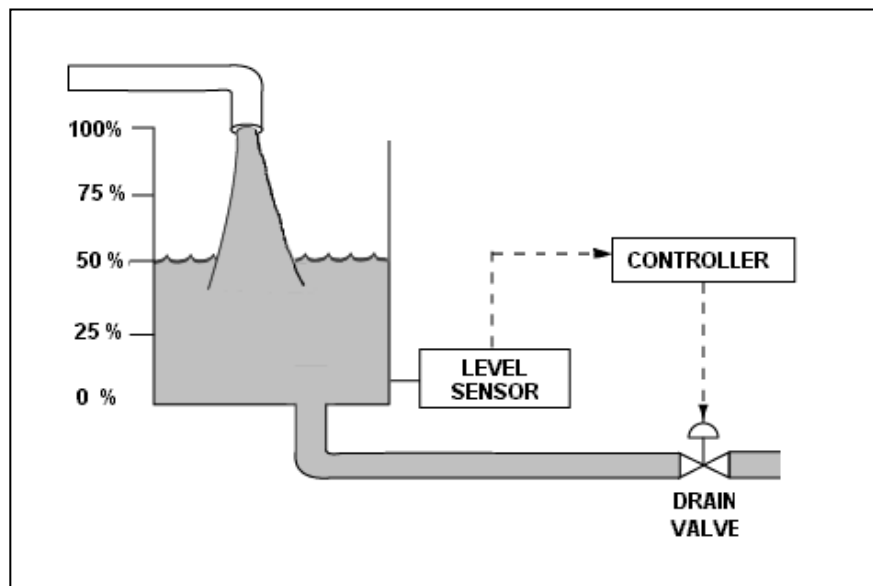 100%
75 %
50 %
25 %
0 %
CONTROLLER
LEVEL
SENSOR
DRAIN
VALVE